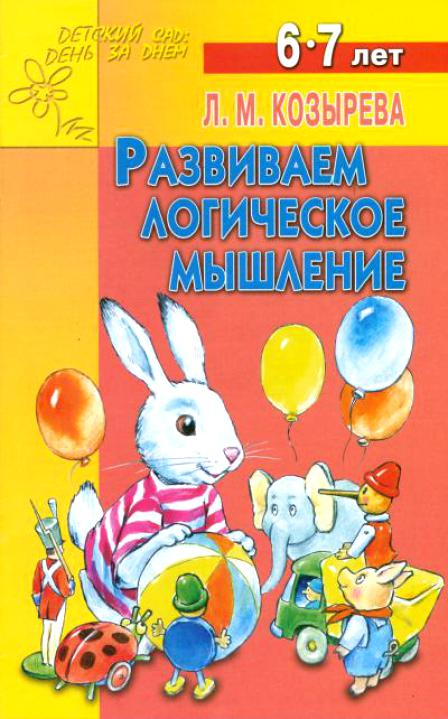 ДЕТСКИЙ САД:
ДЕНЬ ЗА ДНЕМ
6•7 лет
Л. М. КОЗЫРЕВА
РАЗВИВАЕМ
ЛОГИЧЕСКОЕ
МЫШЛЕНИЕ